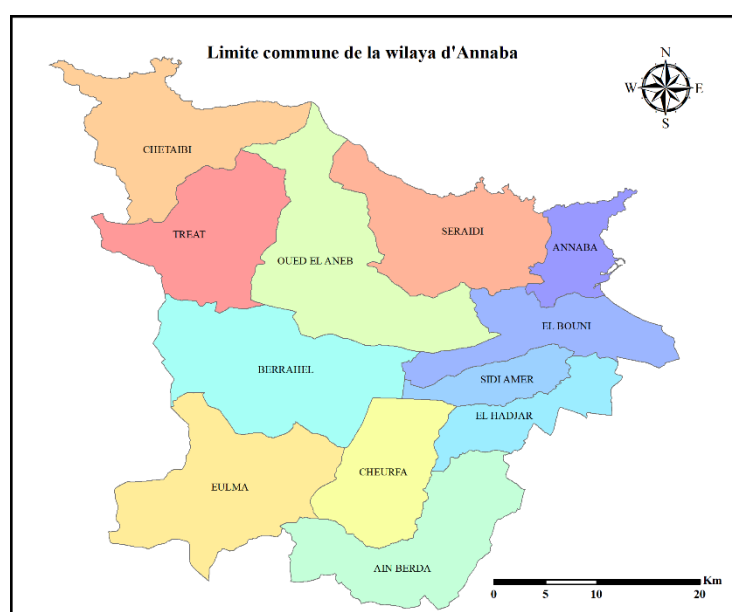 Limite commune de la wilaya d'Annaba
N
W E
S
CHETAIBI
SERAIDI
TREAT
ANNABA
OUED EL ANEB
EL BOUNI
BERRAHEL
SIDI AMER
EL HADJAR
CHEURFA
EULMA
AIN BERDA
Km
0 5 10 20